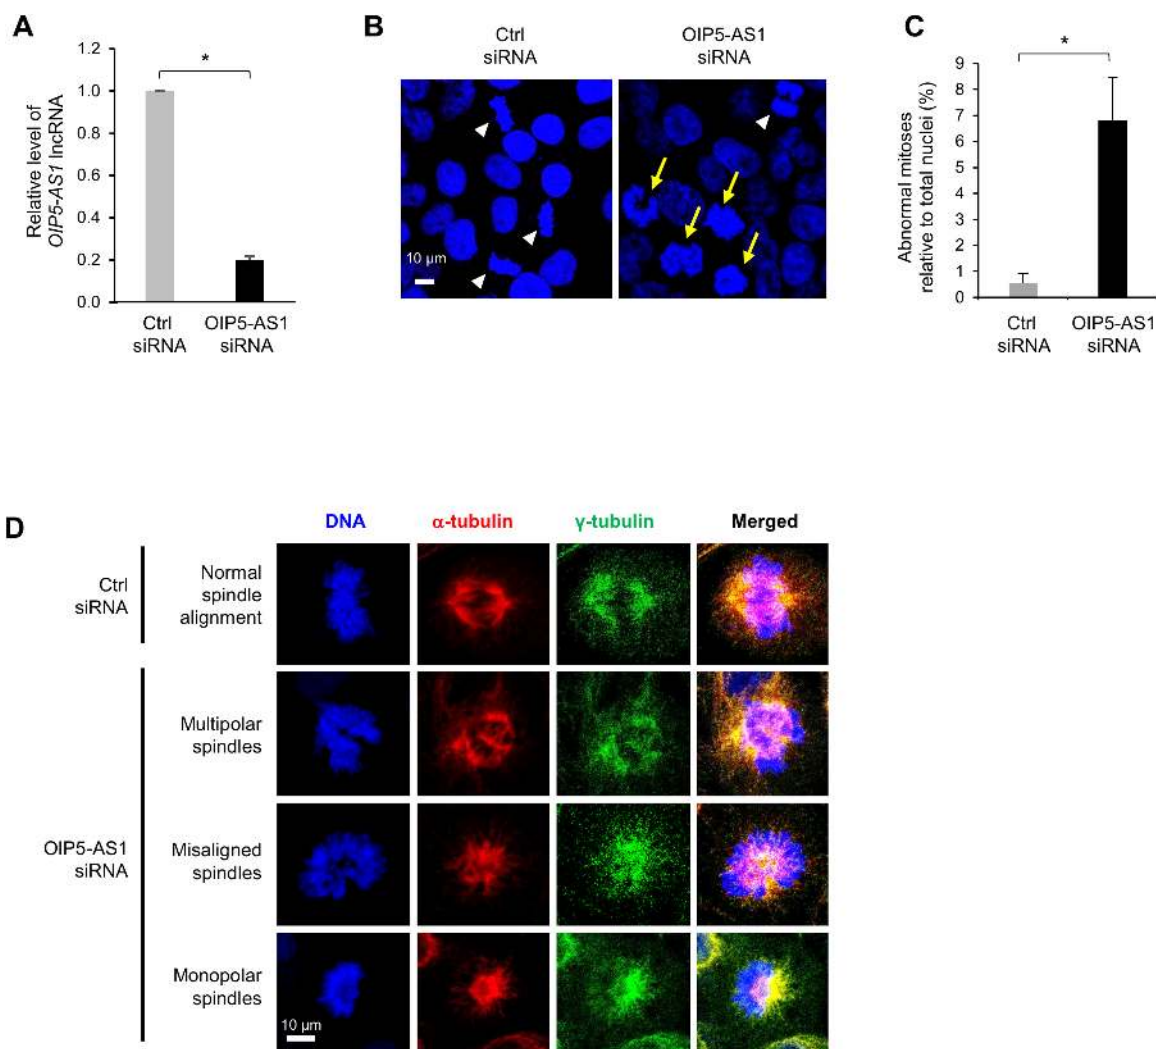 A
Relative level of
OIP5-AS1 lncRNA
1.2
1.0
0.8
0.6
0.4
0.2
0.0
*
Ctrl
siRNA
OIP5-AS1
siRNA
B
Ctrl
siRNA
OIP5-AS1
siRNA
10 μm
C
Abnormal mitoses
relative to total nuclei (%)
9
8
7
6
5
4
3
2
1
0
*
Ctrl
siRNA
OIP5-AS1
siRNA
D
DNA
α-tubulin
γ-tubulin
Merged
Ctrl
siRNA
Normal
spindle
alignment
OIP5-AS1
siRNA
Multipolar
spindles
Misaligned
spindles
Monopolar
spindles
10 μm